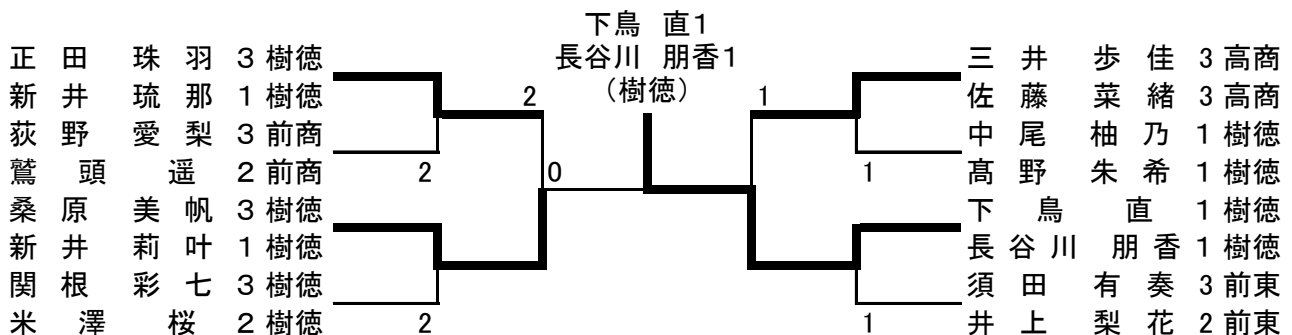 下鳥 直1
長谷川 朋香1
（樹徳）
正田 珠羽 3 樹徳
新井 琉那 1 樹徳
荻野 愛梨 3 前商
鷲頭 遥 2 前商
桑原 美帆 3 樹徳
新井 莉叶 1 樹徳
関根 彩七 3 樹徳
米澤 桜 2 樹徳
2
2
0
2
1
1
1
三井 歩佳 3 高商
佐藤 菜緒 3 高商
中尾 柚乃 1 樹徳
髙野 朱希 1 樹徳
下鳥 直 1 樹徳
長谷川 朋香 1 樹徳
須田 有奏 3 前東
井上 梨花 2 前東